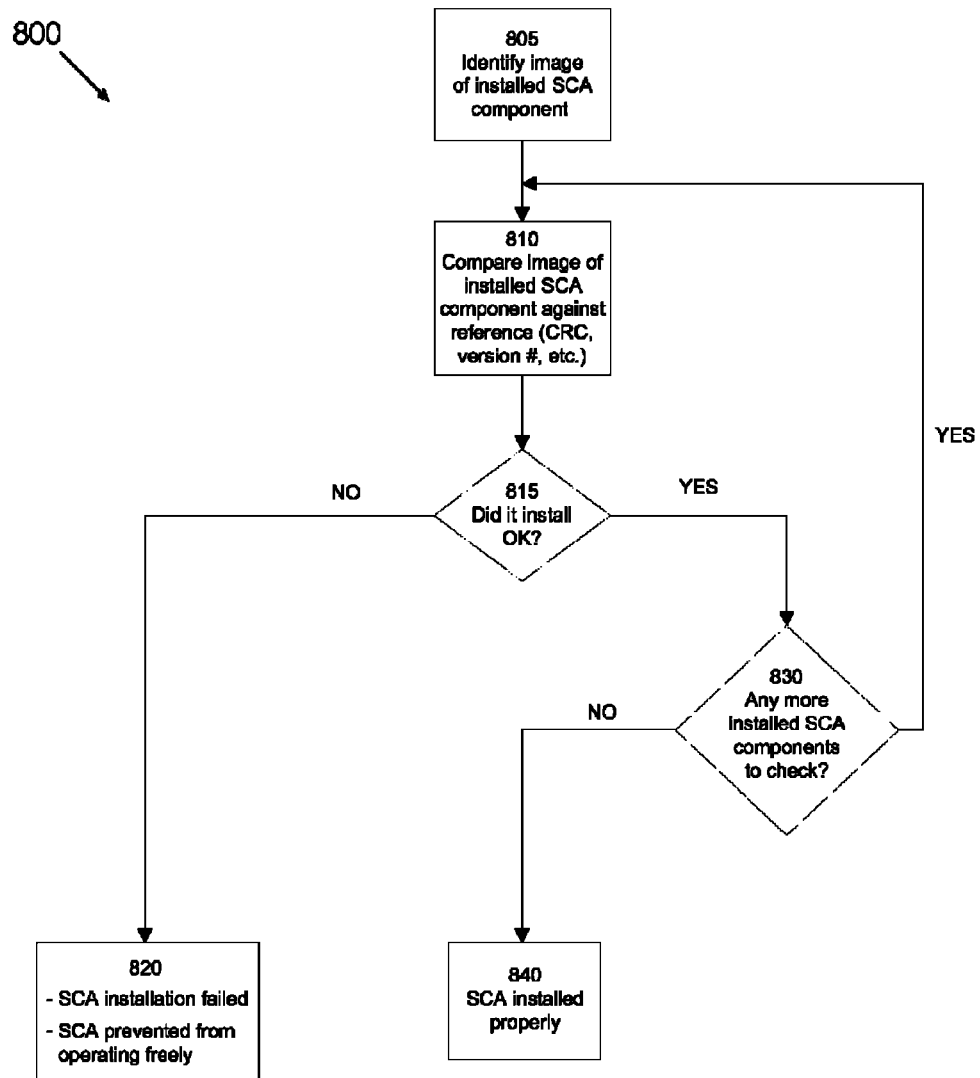 800
805
Identify image
of installed SCA
component
810
Compare image of
installed SCA
component against
reference (CRC,
version #, etc.)
YES
NO
815
Did it install
OK?
YES
830
Any more
installed SCA
components
to check?
NO
820
- SCA installation failed
- SCA prevented from
operating freely
840
SCA installed
properly